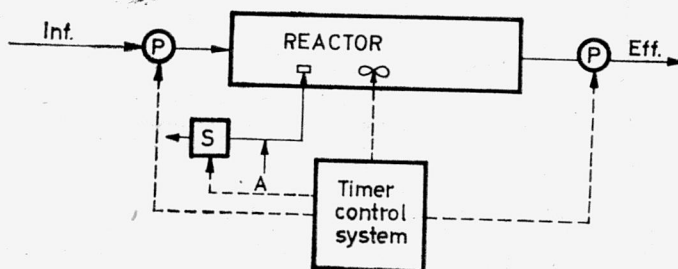 Inf.
P
REACTOR
P
Eff.
S
A
Timer
control
system